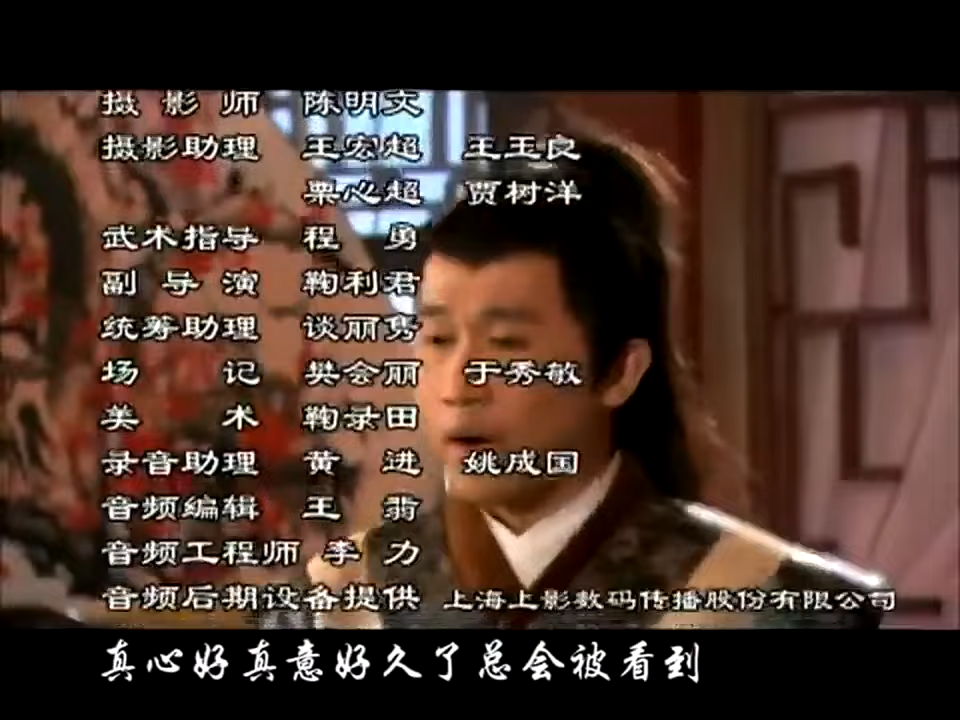 摄影师 陈明文
摄影助理 王宏超 王玉良
栗心超 贾树洋
武术指导 程勇
副导演 鞠利君
统筹助理 谈丽勇
场记 樊会丽 于秀敏
美术 鞠录田
录音助理 黄进 姚成国
音频编辑 王翡
音频工程师 李力
音频后期设备提供 上海上影数码传播股份有限公司
真心好真意好久了总会被看到